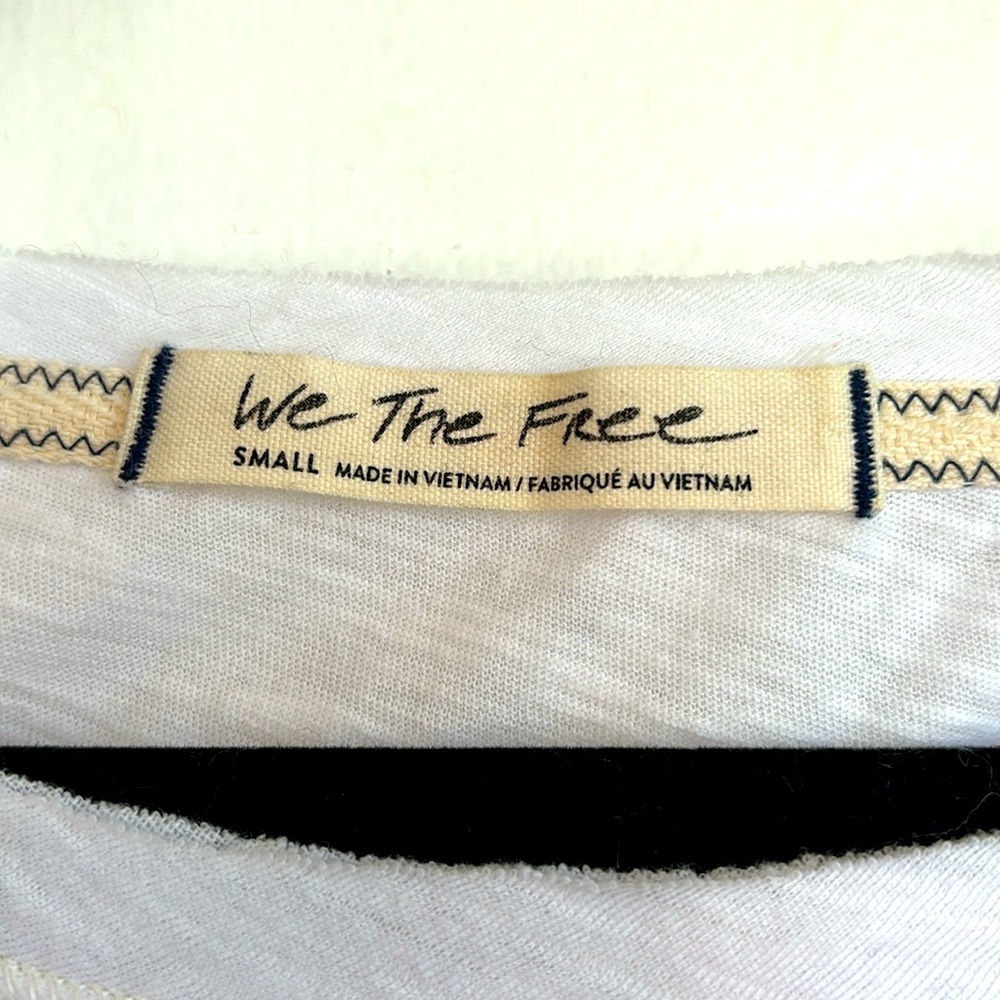 We The Free
SMALL MADE IN VIETNAM / FABRIQUÉ AU VIETNAM